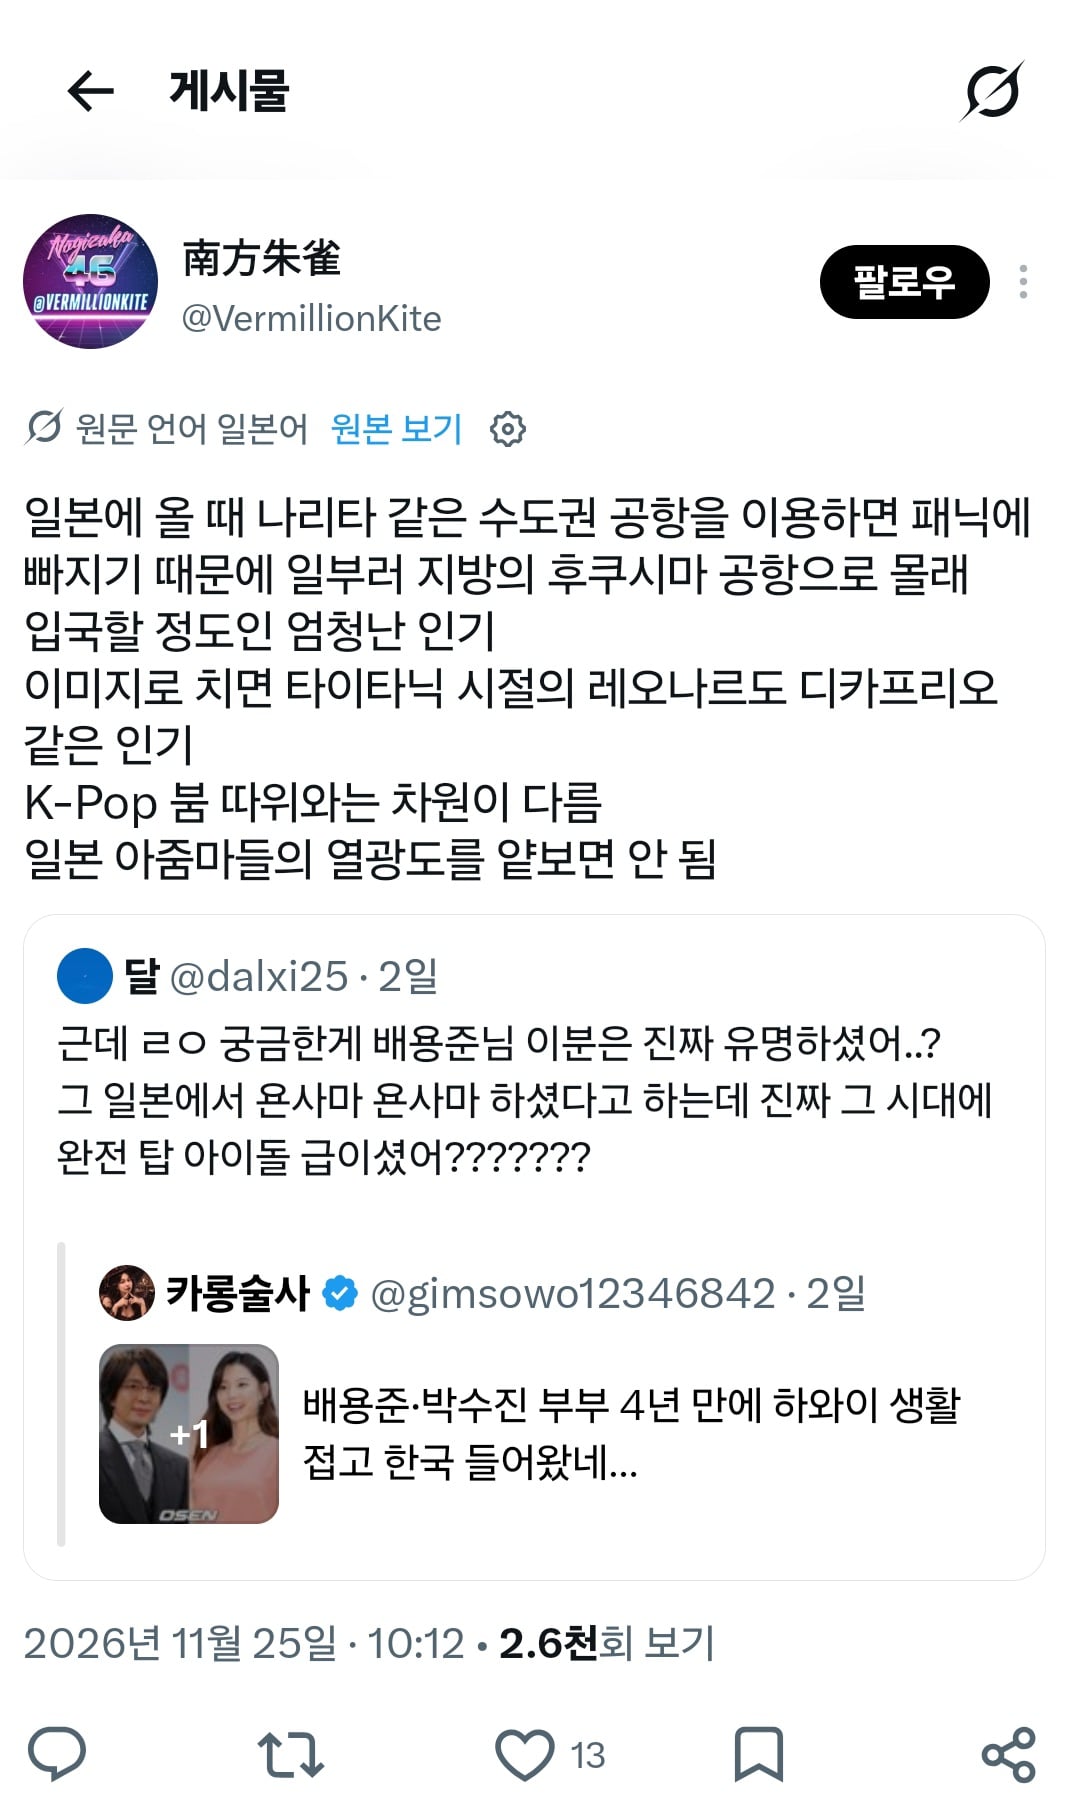 게시물
Nogizaka
46
@VERMILLIONKITE
南方朱雀
@VermillionKite
팔로우
원문 언어 일본어 원본 보기
일본에 올 때 나리타 같은 수도권 공항을 이용하면 패닉에
빠지기 때문에 일부러 지방의 후쿠시마 공항으로 몰래
입국할 정도인 엄청난 인기
이미지로 치면 타이타닉 시절의 레오나르도 디카프리오
같은 인기
K-Pop 붐 따위와는 차원이 다름
일본 아줌마들의 열광도를 얕보면 안 됨
달 @dalxi25 · 2일
근데 ㄹㅇ 궁금한게 배용준님 이분은 진짜 유명하셨어..?
그 일본에서 욘사마 욘사마 하셨다고 하는데 진짜 그 시대에
완전 탑 아이돌 급이셨어???????
카롱술사 @gimsowo12346842 · 2일
+1
OSEN
배용준·박수진 부부 4년 만에 하와이 생활
접고 한국 들어왔네...
2026년 11월 25일 · 10:12 • 2.6천회 보기
13